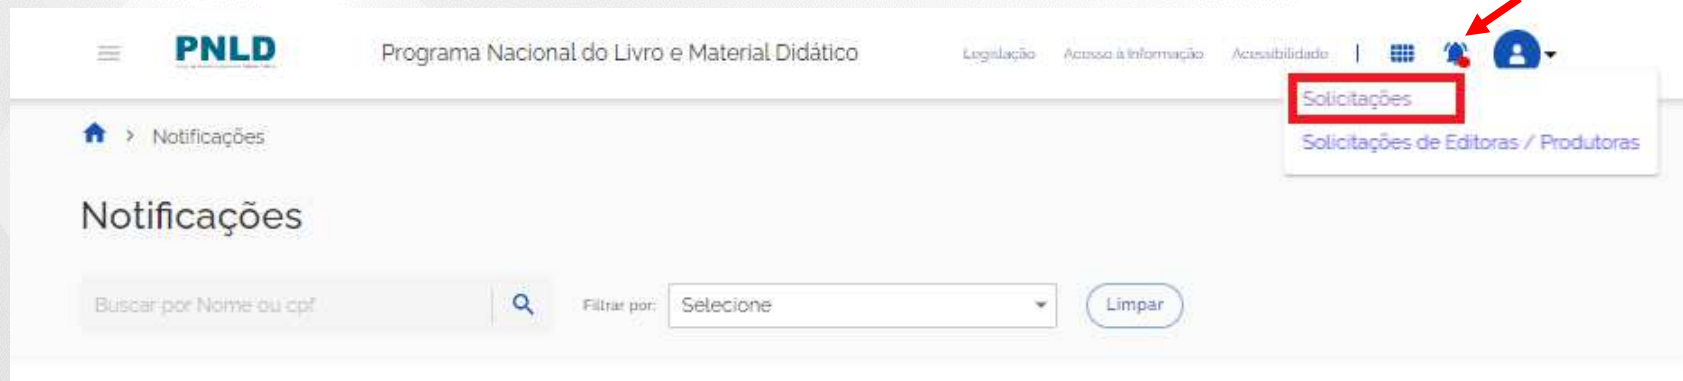 PNLD
Programa Nacional do Livro e Material Didático
Legislação
Acesso à Informação
Acessibilidade
Solicitações
Solicitações de Editoras / Produtoras
Notificações
Notificações
Buscar por Nome ou cpf
Filtrar por:
Selecione
Limpar